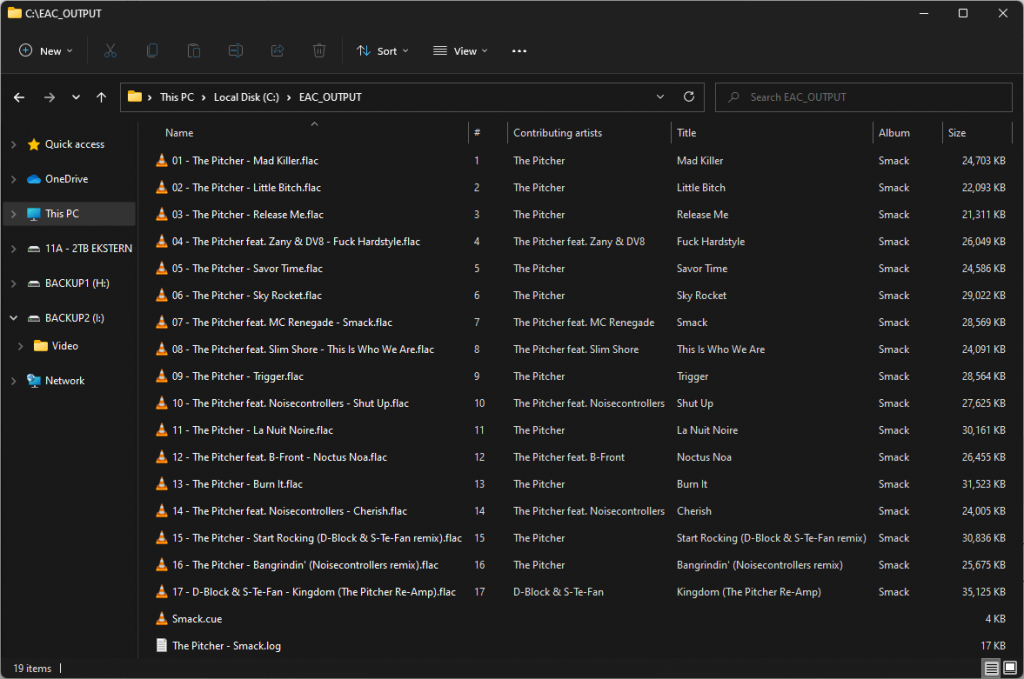 C:\EAC_OUTPUT
New Sort View
This PC Local Disk (C:) EAC_OUTPUT Search EAC_OUTPUT
Quick access
OneDrive
This PC
11A - 2TB EKSTERN
BACKUP1 (H:)
BACKUP2 (I:)
Video
Network
Name # Contributing artists Title Album Size
01 - The Pitcher - Mad Killer.flac 1 The Pitcher Mad Killer Smack 24,703 KB
02 - The Pitcher - Little Bitch.flac 2 The Pitcher Little Bitch Smack 22,093 KB
03 - The Pitcher - Release Me.flac 3 The Pitcher Release Me Smack 21,311 KB
04 - The Pitcher feat. Zany & DV8 - Fuck Hardstyle.flac 4 The Pitcher feat. Zany & DV8 Fuck Hardstyle Smack 26,049 KB
05 - The Pitcher - Savor Time.flac 5 The Pitcher Savor Time Smack 24,586 KB
06 - The Pitcher - Sky Rocket.flac 6 The Pitcher Sky Rocket Smack 29,022 KB
07 - The Pitcher feat. MC Renegade - Smack.flac 7 The Pitcher feat. MC Renegade Smack Smack 28,569 KB
08 - The Pitcher feat. Slim Shore - This Is Who We Are.flac 8 The Pitcher feat. Slim Shore This Is Who We Are Smack 24,091 KB
09 - The Pitcher - Trigger.flac 9 The Pitcher Trigger Smack 28,564 KB
10 - The Pitcher feat. Noisecontrollers - Shut Up.flac 10 The Pitcher feat. Noisecontrollers Shut Up Smack 27,625 KB
11 - The Pitcher - La Nuit Noire.flac 11 The Pitcher La Nuit Noire Smack 30,161 KB
12 - The Pitcher feat. B-Front - Noctus Noa.flac 12 The Pitcher feat. B-Front Noctus Noa Smack 26,455 KB
13 - The Pitcher - Burn It.flac 13 The Pitcher Burn It Smack 31,523 KB
14 - The Pitcher feat. Noisecontrollers - Cherish.flac 14 The Pitcher feat. Noisecontrollers Cherish Smack 24,005 KB
15 - The Pitcher - Start Rocking (D-Block & S-Te-Fan remix).flac 15 The Pitcher Start Rocking (D-Block & S-Te-Fan remix) Smack 30,836 KB
16 - The Pitcher - Bangrindin' (Noisecontrollers remix).flac 16 The Pitcher Bangrindin' (Noisecontrollers remix) Smack 25,675 KB
17 - D-Block & S-Te-Fan - Kingdom (The Pitcher Re-Amp).flac 17 D-Block & S-Te-Fan Kingdom (The Pitcher Re-Amp) Smack 35,125 KB
Smack.cue 4 KB
The Pitcher - Smack.log 17 KB
19 items